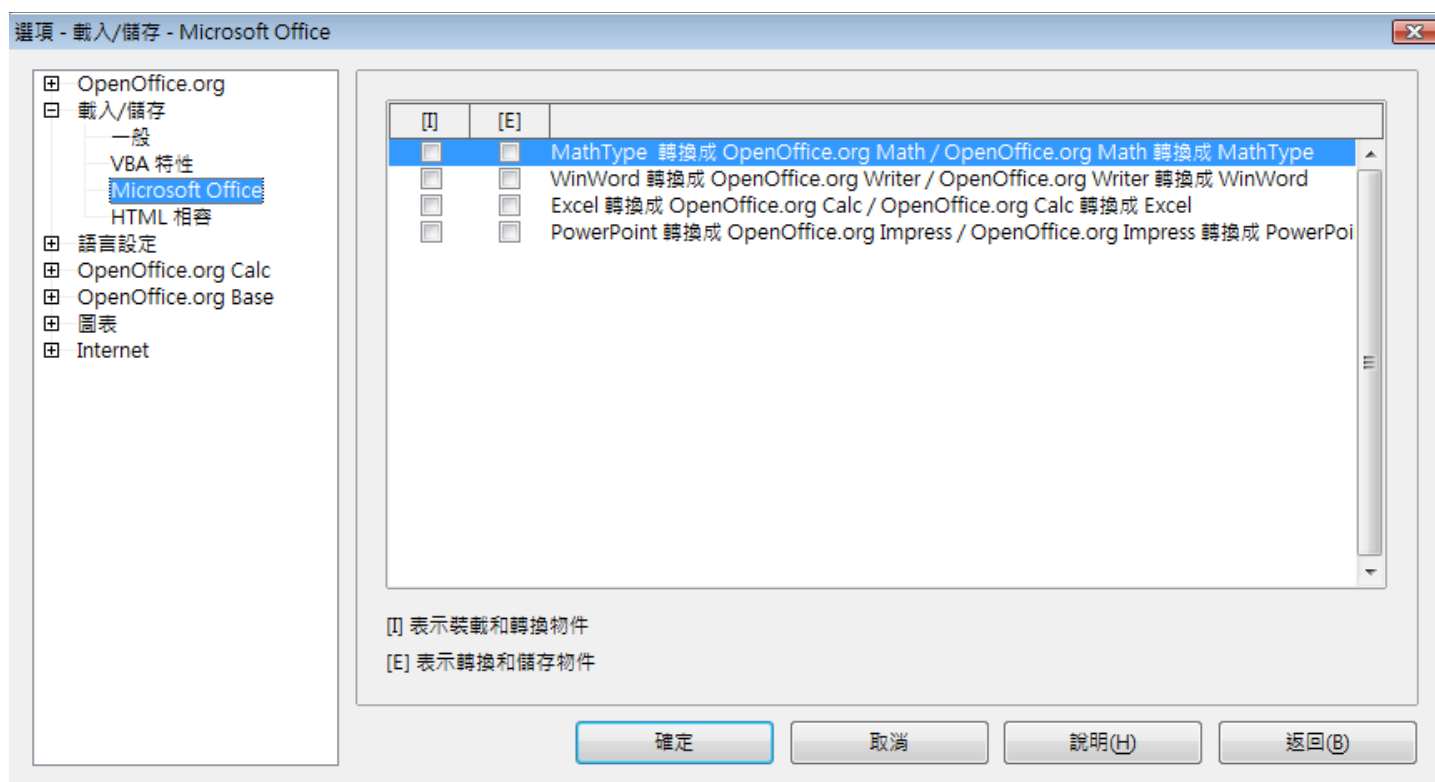 選項 - 載入/儲存 - Microsoft Office
OpenOffice.org
載入/儲存
一般
VBA 特性
Microsoft Office
HTML 相容
語言設定
OpenOffice.org Calc
OpenOffice.org Base
圖表
Internet
[I] [E]
MathType 轉換成 OpenOffice.org Math / OpenOffice.org Math 轉換成 MathType
WinWord 轉換成 OpenOffice.org Writer / OpenOffice.org Writer 轉換成 WinWord
Excel 轉換成 OpenOffice.org Calc / OpenOffice.org Calc 轉換成 Excel
PowerPoint 轉換成 OpenOffice.org Impress / OpenOffice.org Impress 轉換成 PowerPoi
[I] 表示裝載和轉換物件
[E] 表示轉換和儲存物件
確定 取消 說明(H) 返回(B)